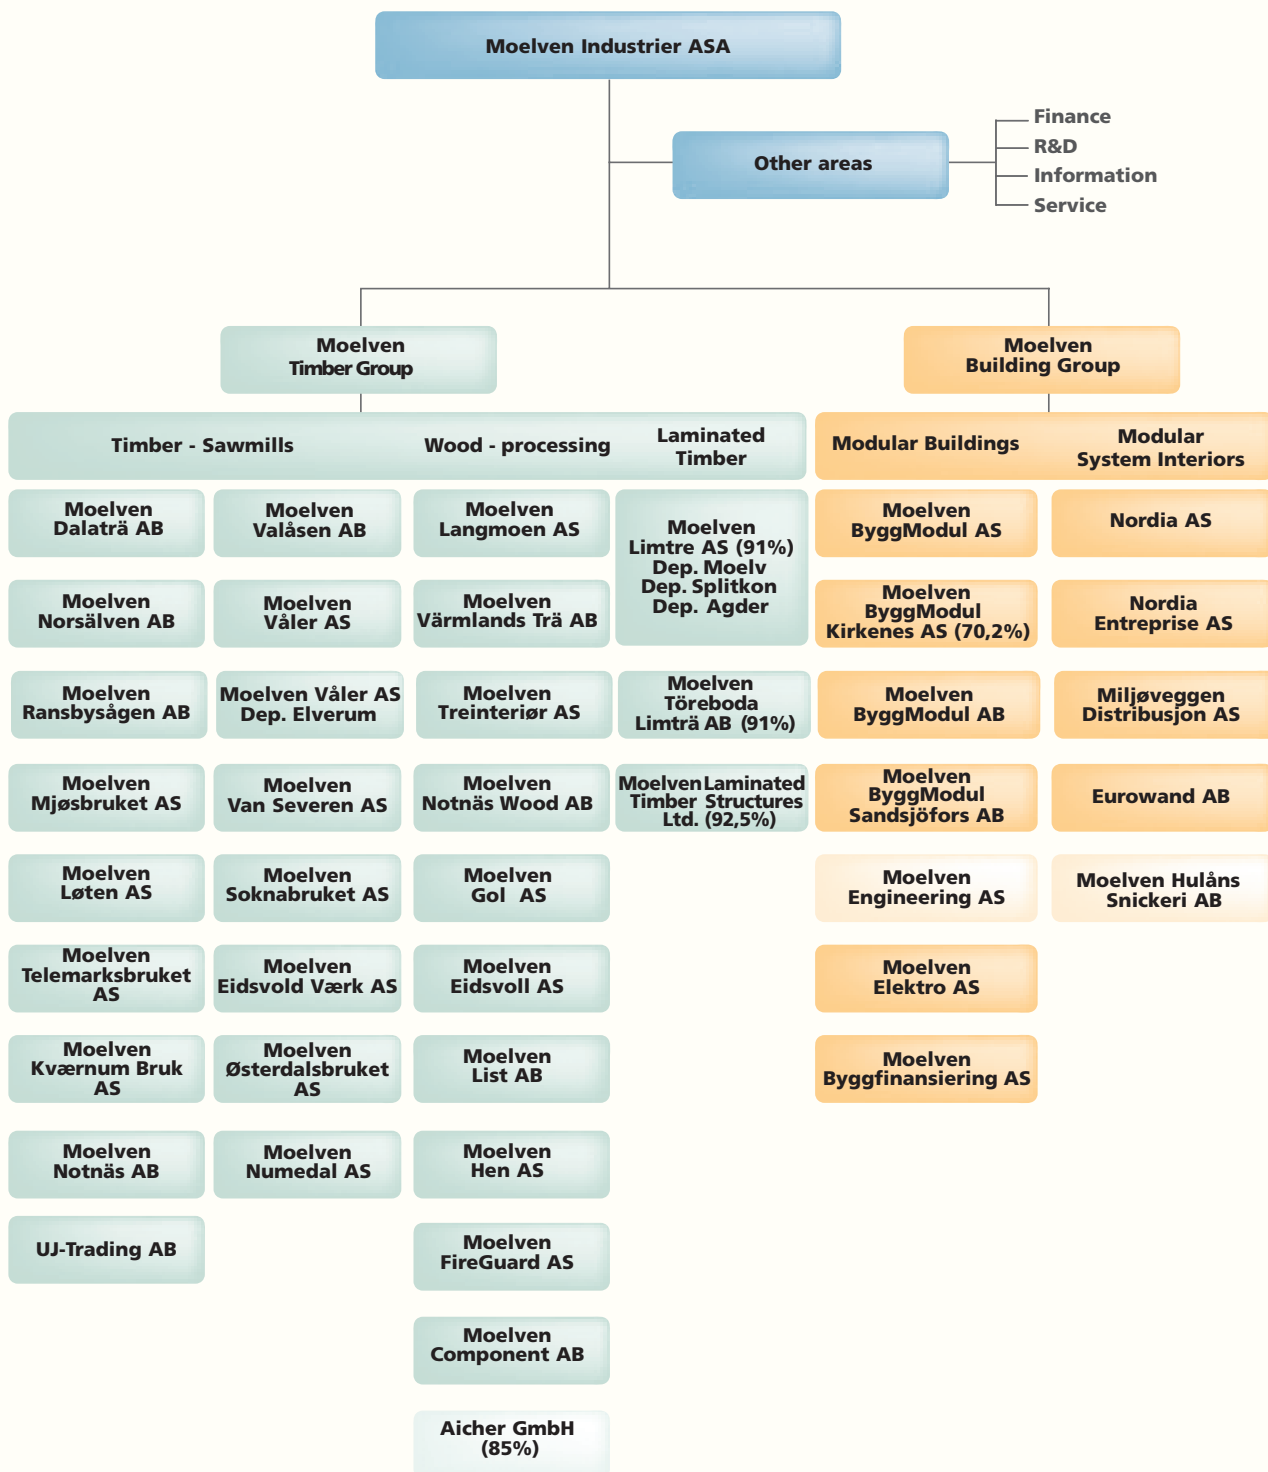 Moelven Industrier ASA
Other areas
Finance
R&D
Information
Service
Moelven
Timber Group
Moelven
Building Group
Timber - Sawmills
Wood - processing
Laminated
Timber
Modular Buildings
Modular
System Interiors
Moelven
Dalaträ AB
Moelven
Norsälven AB
Moelven
Ransbysågen AB
Moelven
Mjøsbruket AS
Moelven
Løten AS
Moelven
Telemarksbruket
AS
Moelven
Kværnum Bruk
AS
Moelven
Notnäs AB
UJ-Trading AB
Moelven
Valåsen AB
Moelven
Våler AS
Moelven Våler AS
Dep. Elverum
Moelven
Van Severen AS
Moelven
Soknabruket AS
Moelven
Eidsvold Værk AS
Moelven
Østerdalsbruket
AS
Moelven
Numedal AS
Moelven
Langmoen AS
Moelven
Värmlands Trä AB
Moelven
Treinteriør AS
Moelven
Notnäs Wood AB
Moelven
Gol AS
Moelven
Eidsvoll AS
Moelven
List AB
Moelven
Hen AS
Moelven
FireGuard AS
Moelven
Component AB
Aicher GmbH
(85%)
Moelven
Limtre AS (91%)
Dep. Moelv
Dep. Splitkon
Dep. Agder
Moelven
Töreboda
Limträ AB (91%)
Moelven Laminated
Timber Structures
Ltd. (92,5%)
Moelven
ByggModul AS
Moelven
ByggModul
Kirkenes AS (70,2%)
Moelven
ByggModul AB
Moelven
ByggModul
Sandsjöfors AB
Moelven
Engineering AS
Moelven
Elektro AS
Moelven
Byggfinansiering AS
Nordia AS
Nordia
Entreprise AS
Miljøveggen
Distribusjon AS
Eurowand AB
Moelven Hulåns
Snickeri AB